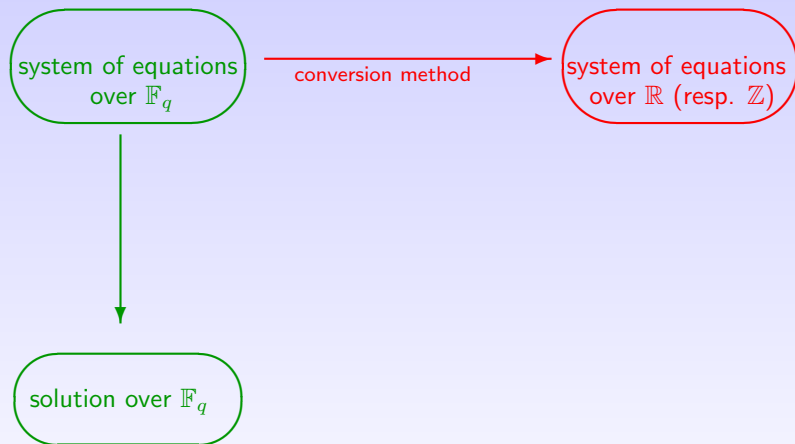 system of equations
over 𝔽_q
conversion method
system of equations
over ℝ (resp. ℤ)
solution over 𝔽_q